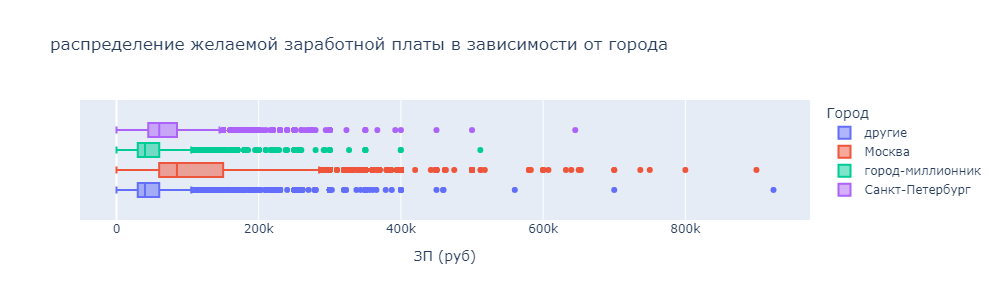 распределение желаемой заработной платы в зависимости от города
Город
другие
Москва
город-миллионник
Санкт-Петербург
0
200k
400k
600k
800k
ЗП (руб)